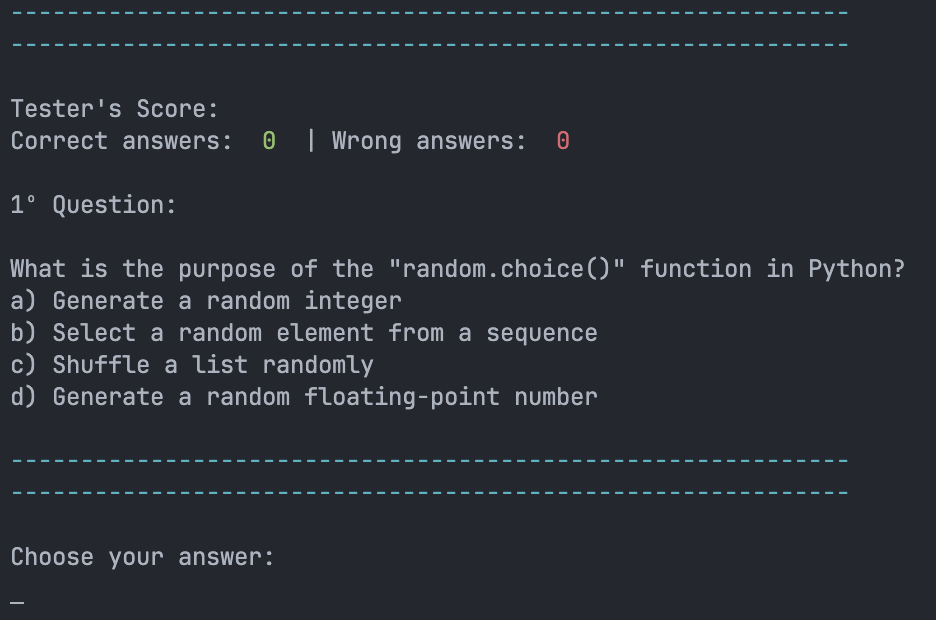 ------------------------------------------------------------
------------------------------------------------------------
Tester's Score:
Correct answers:  0  | Wrong answers:  0
1° Question:
What is the purpose of the "random.choice()" function in Python?
a) Generate a random integer
b) Select a random element from a sequence
c) Shuffle a list randomly
d) Generate a random floating-point number
------------------------------------------------------------
------------------------------------------------------------
Choose your answer:
_